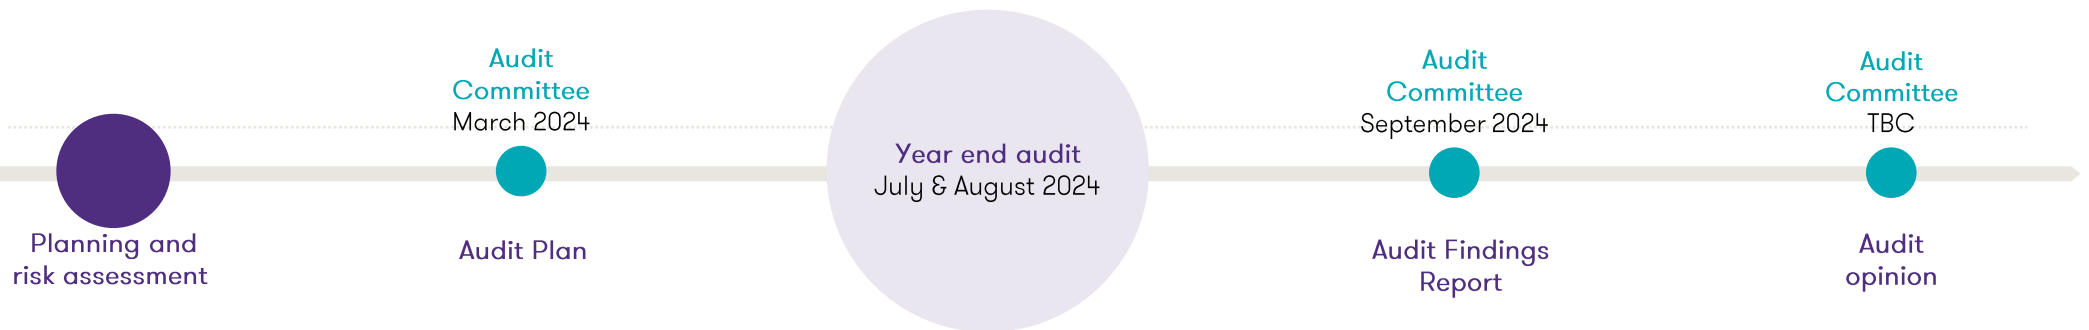 Planning and
risk assessment
Audit
Committee
March 2024
Audit Plan
Year end audit
July & August 2024
Audit
Committee
September 2024
Audit Findings
Report
Audit
Committee
TBC
Audit
opinion